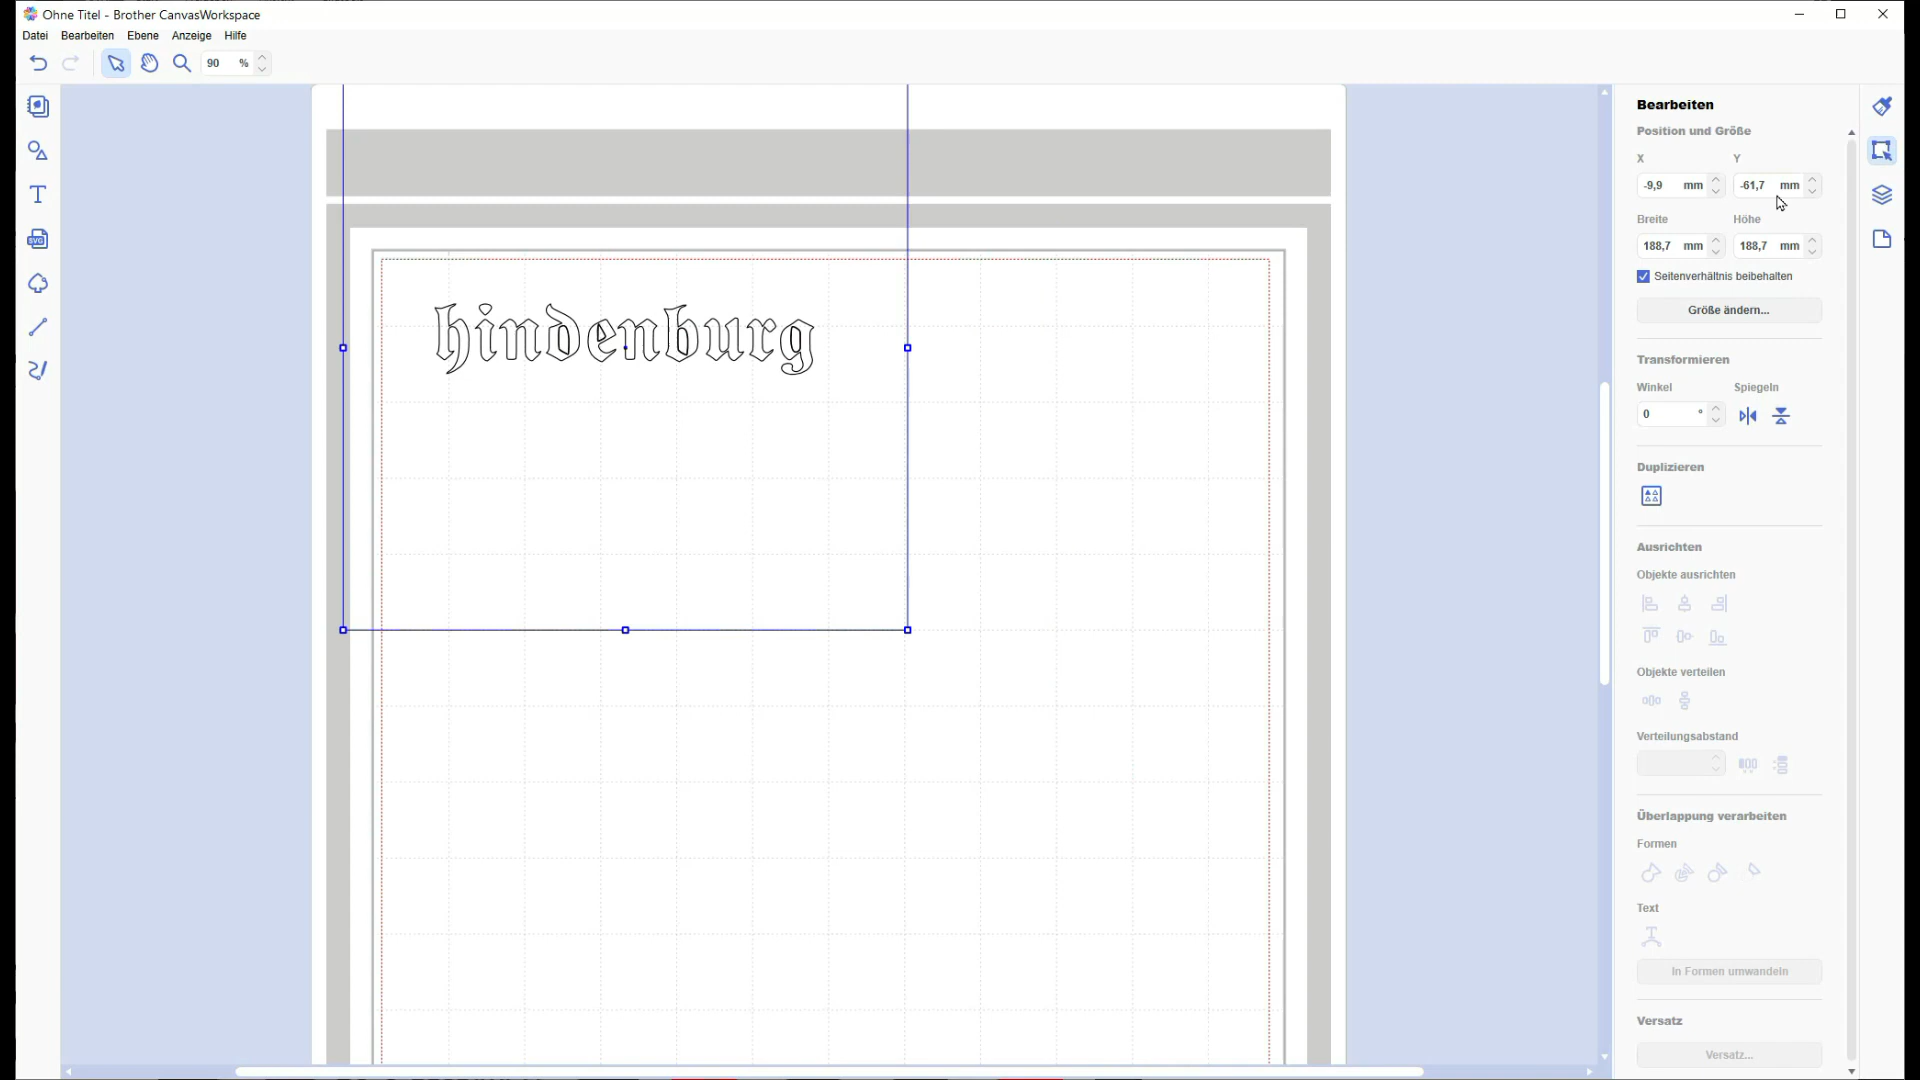 Ohne Titel - Brother CanvasWorkspace
Datei Bearbeiten Ebene Anzeige Hilfe
90 %
SVG
hindenburg
Bearbeiten
Position und Größe
X Y
-9,9 mm -61,7 mm
Breite Höhe
188,7 mm 188,7 mm
Seitenverhältnis beibehalten
Größe ändern...
Transformieren
Winkel Spiegeln
0 °
Duplizieren
Ausrichten
Objekte ausrichten
Objekte verteilen
Verteilungsabstand
Überlappung verarbeiten
Formen
Text
In Formen umwandeln
Versatz
Versatz...